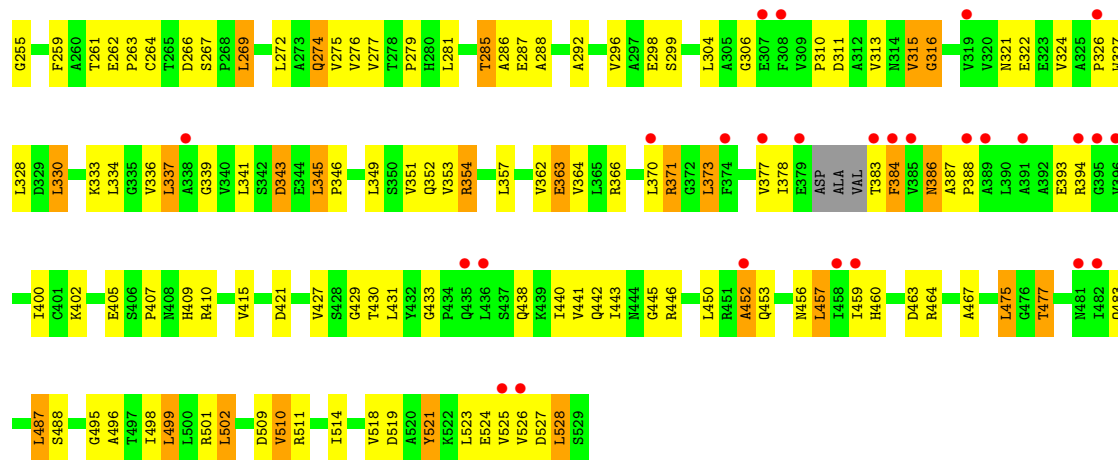 G255 F259 A260 T261 E262 P263 C264 T265 D266 S267 P268 L269 L272 A273 Q274 V275 V276 V277 T278 P279 H280 L281 T285 A286 E287 A288 A292 V296 A297 E298 S299 L304 A305 G306 E307 F308 V309 P310 D311 A312 V313 N314 V315 G316 V319 V320 N321 E322 E323 V324 A325 P326 W327
L328 D329 L330 K333 L334 G335 V336 L337 A338 G339 V340 L341 S342 D343 E344 L345 P346 L349 S350 V351 Q352 V353 R354 L357 V362 E363 V364 L365 R366 L370 R371 G372 L373 F374 V377 I378 E379 ASP ALA VAL T383 F384 V385 N386 A387 P388 A389 L390 A391 A392 E393 R394 G395
I400 C401 K402 E405 S406 P407 N408 H409 R410 V415 D421 V427 S428 G429 T430 L431 Y432 G433 P434 Q435 L436 S437 Q438 K439 I440 V441 Q442 I443 N444 G445 R446 L450 R451 A452 Q453 N456 L457 I458 I459 H460 D463 R464 A467 L475 G476 T477 N481 I482
L487 S488 G495 A496 T497 I498 L499 L500 R501 L502 D509 V510 R511 I514 V518 D519 A520 Y521 K522 L523 E524 V525 V526 D527 L528 S529